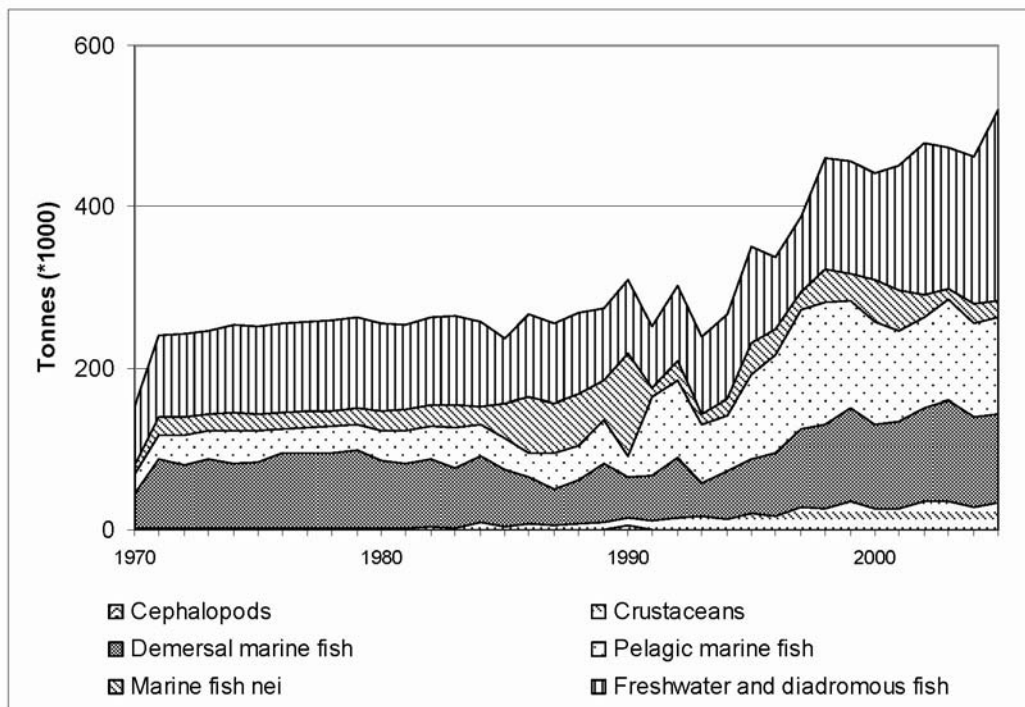 600
400
200
0
Tonnes (*1000)
1970 1980 1990 2000
Cephalopods Crustaceans
Demersal marine fish Pelagic marine fish
Marine fish nei Freshwater and diadromous fish